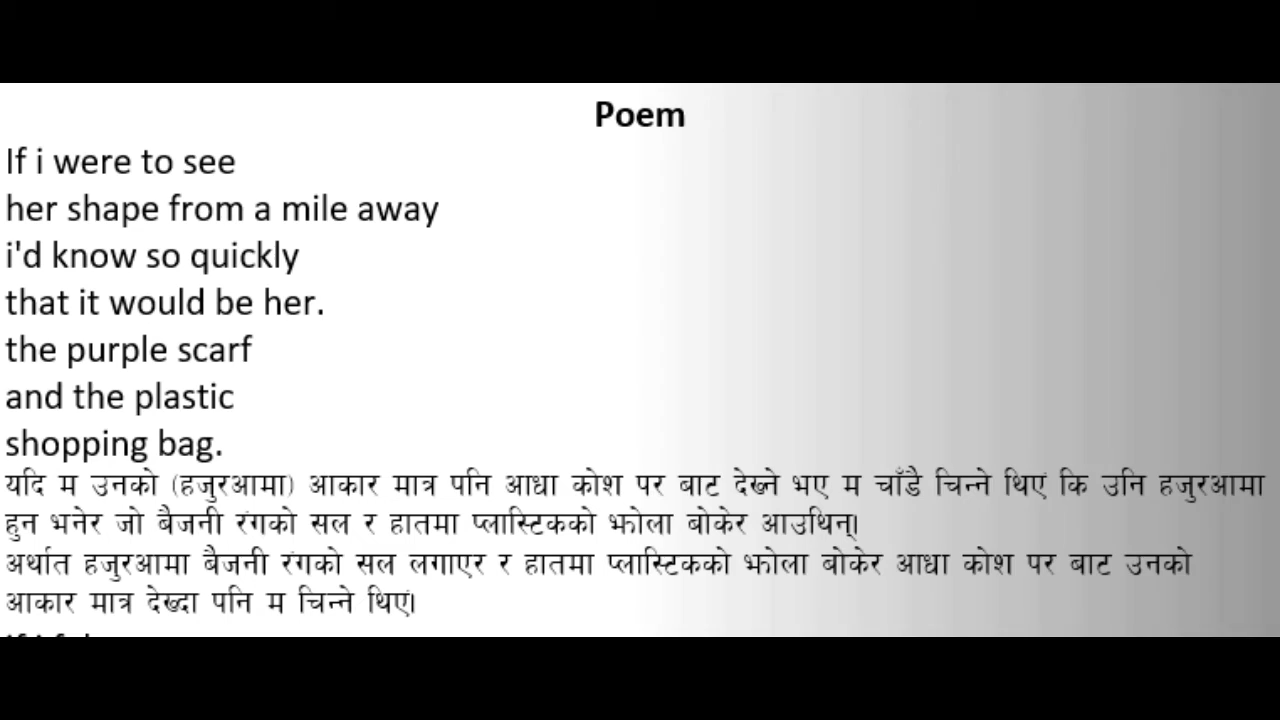 Poem
If i were to see
her shape from a mile away
i'd know so quickly
that it would be her.
the purple scarf
and the plastic
shopping bag.
यदि म उनको (हजुरआमा) आकार मात्र पनि आधा कोश पर बाट देख्ने भए म चाँडै चिन्ने थिएं कि उनि हजुरआमा
हुन भनेर जो बैजनी रंगको सल र हातमा प्लास्टिकको झोला बोकेर आउथिन्।
अर्थात हजुरआमा बैजनी रंगको सल लगाएर र हातमा प्लास्टिकको झोला बोकेर आधा कोश पर बाट उनको
आकार मात्र देख्दा पनि म चिन्ने थिएं।